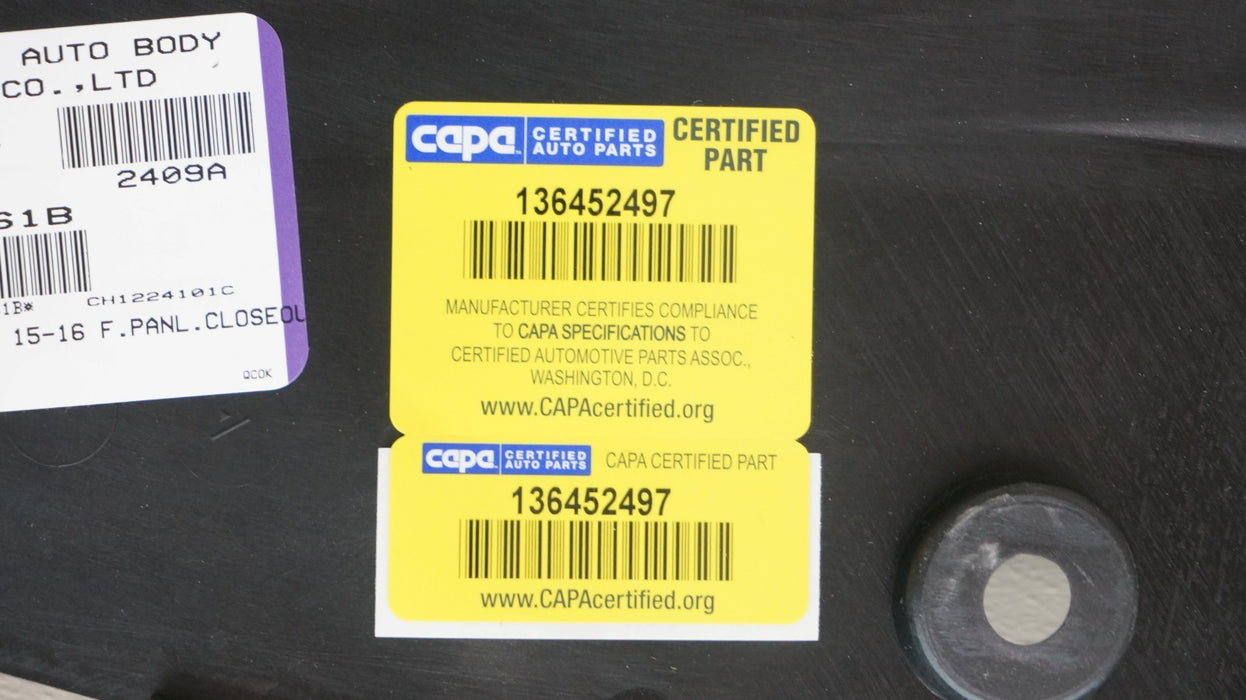 AUTO BODY
CO.,LTD
2409A
61B
1B*
CH1224101C
15-16 F.PANL.CLOSEOU
QCOK
capa CERTIFIED AUTO PARTS
CERTIFIED PART
136452497
MANUFACTURER CERTIFIES COMPLIANCE
TO CAPA SPECIFICATIONS TO
CERTIFIED AUTOMOTIVE PARTS ASSOC.,
WASHINGTON, D.C.
www.CAPAcertified.org
capa CERTIFIED AUTO PARTS CAPA CERTIFIED PART
136452497
www.CAPAcertified.org